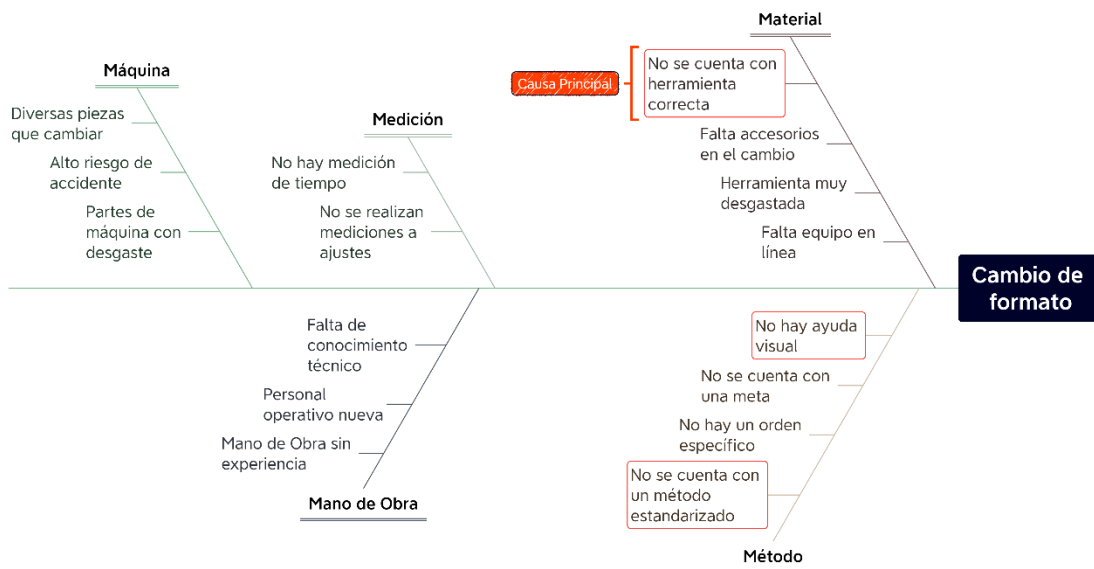 Material
No se cuenta con
herramienta
correcta
Causa Principal
Falta accesorios
en el cambio
Herramienta muy
desgastada
Falta equipo en
línea
Máquina
Diversas piezas
que cambiar
Alto riesgo de
accidente
Partes de
máquina con
desgaste
Medición
No hay medición
de tiempo
No se realizan
mediciones a
ajustes
Cambio de
formato
Falta de
conocimiento
técnico
Personal
operativo nueva
Mano de Obra sin
experiencia
Mano de Obra
No hay ayuda
visual
No se cuenta con
una meta
No hay un orden
específico
No se cuenta con
un método
estandarizado
Método